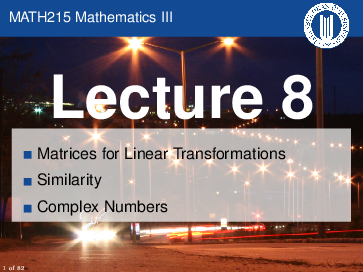 MATH215 Mathematics III
Lecture 8
Matrices for Linear Transformations
Similarity
Complex Numbers
1 of 82